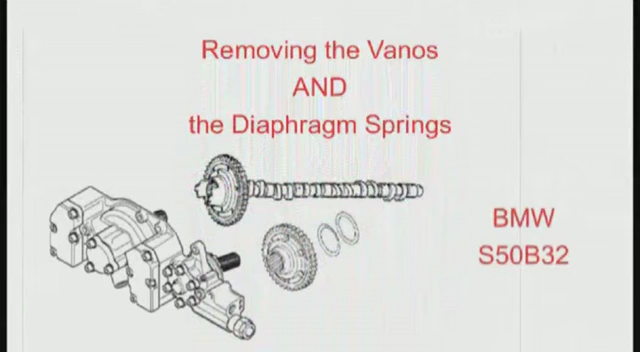 Removing the Vanos
AND
the Diaphragm Springs
BMW
S50B32